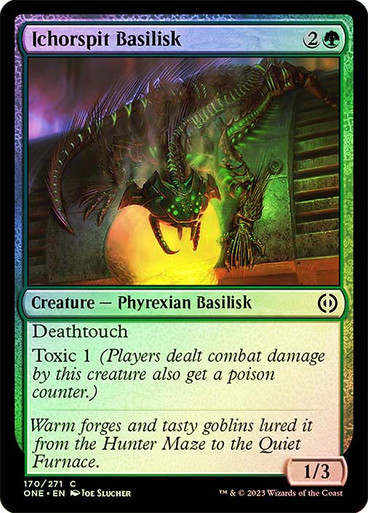 Ichorspit Basilisk 2
Creature — Phyrexian Basilisk
Deathtouch
Toxic 1 (Players dealt combat damage
by this creature also get a poison
counter.)
Warm forges and tasty goblins lured it
from the Hunter Maze to the Quiet
Furnace.
1/3
170/271 C
ONE • EN Joe Slucher
™ & © 2023 Wizards of the Coast